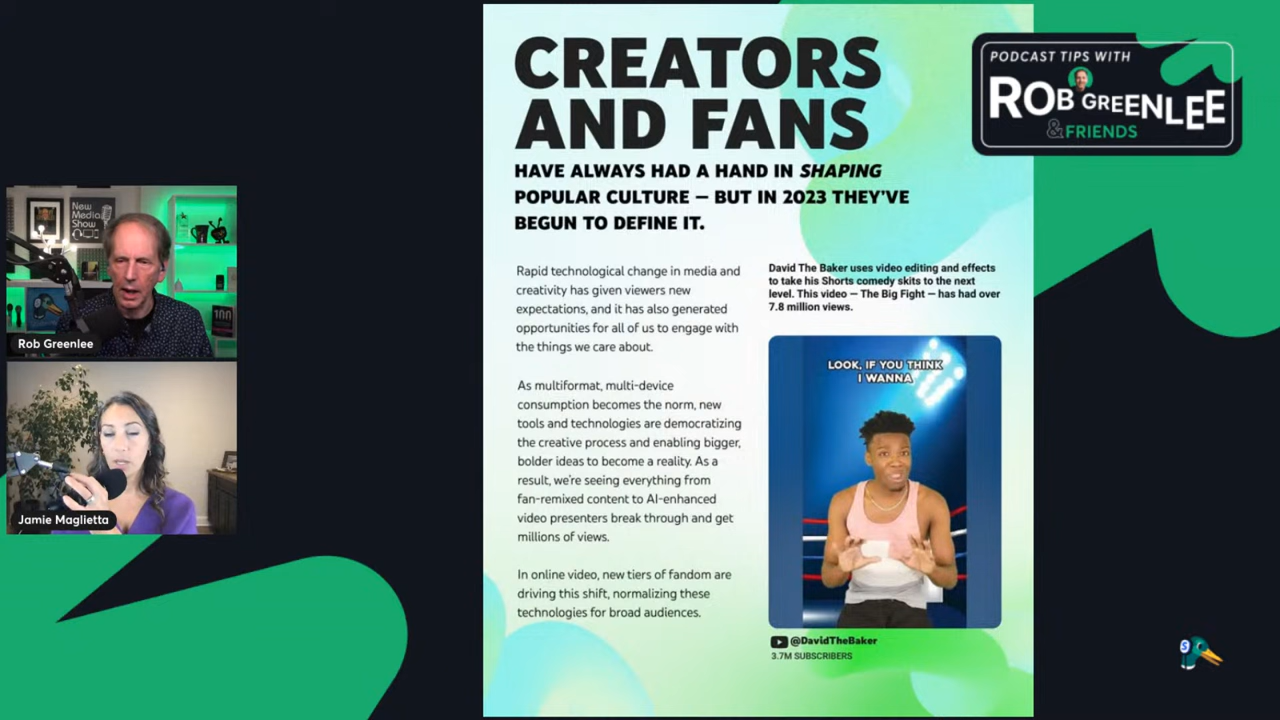 CREATORS
AND FANS
HAVE ALWAYS HAD A HAND IN SHAPING
POPULAR CULTURE – BUT IN 2023 THEY'VE
BEGUN TO DEFINE IT.
Rapid technological change in media and
creativity has given viewers new
expectations, and it has also generated
opportunities for all of us to engage with
the things we care about.
As multiformat, multi-device
consumption becomes the norm, new
tools and technologies are democratizing
the creative process and enabling bigger,
bolder ideas to become a reality. As a
result, we're seeing everything from
fan-remixed content to AI-enhanced
video presenters break through and get
millions of views.
In online video, new tiers of fandom are
driving this shift, normalizing these
technologies for broad audiences.
David The Baker uses video editing and effects
to take his Shorts comedy skits to the next
level. This video – The Big Fight – has had over
7.8 million views.
LOOK, IF YOU THINK
I WANNA
@DavidTheBaker
3.7M SUBSCRIBERS
PODCAST TIPS WITH
ROB GREENLEE
& FRIENDS
New
Media
Show
100
Rob Greenlee
Jamie Maglietta
S